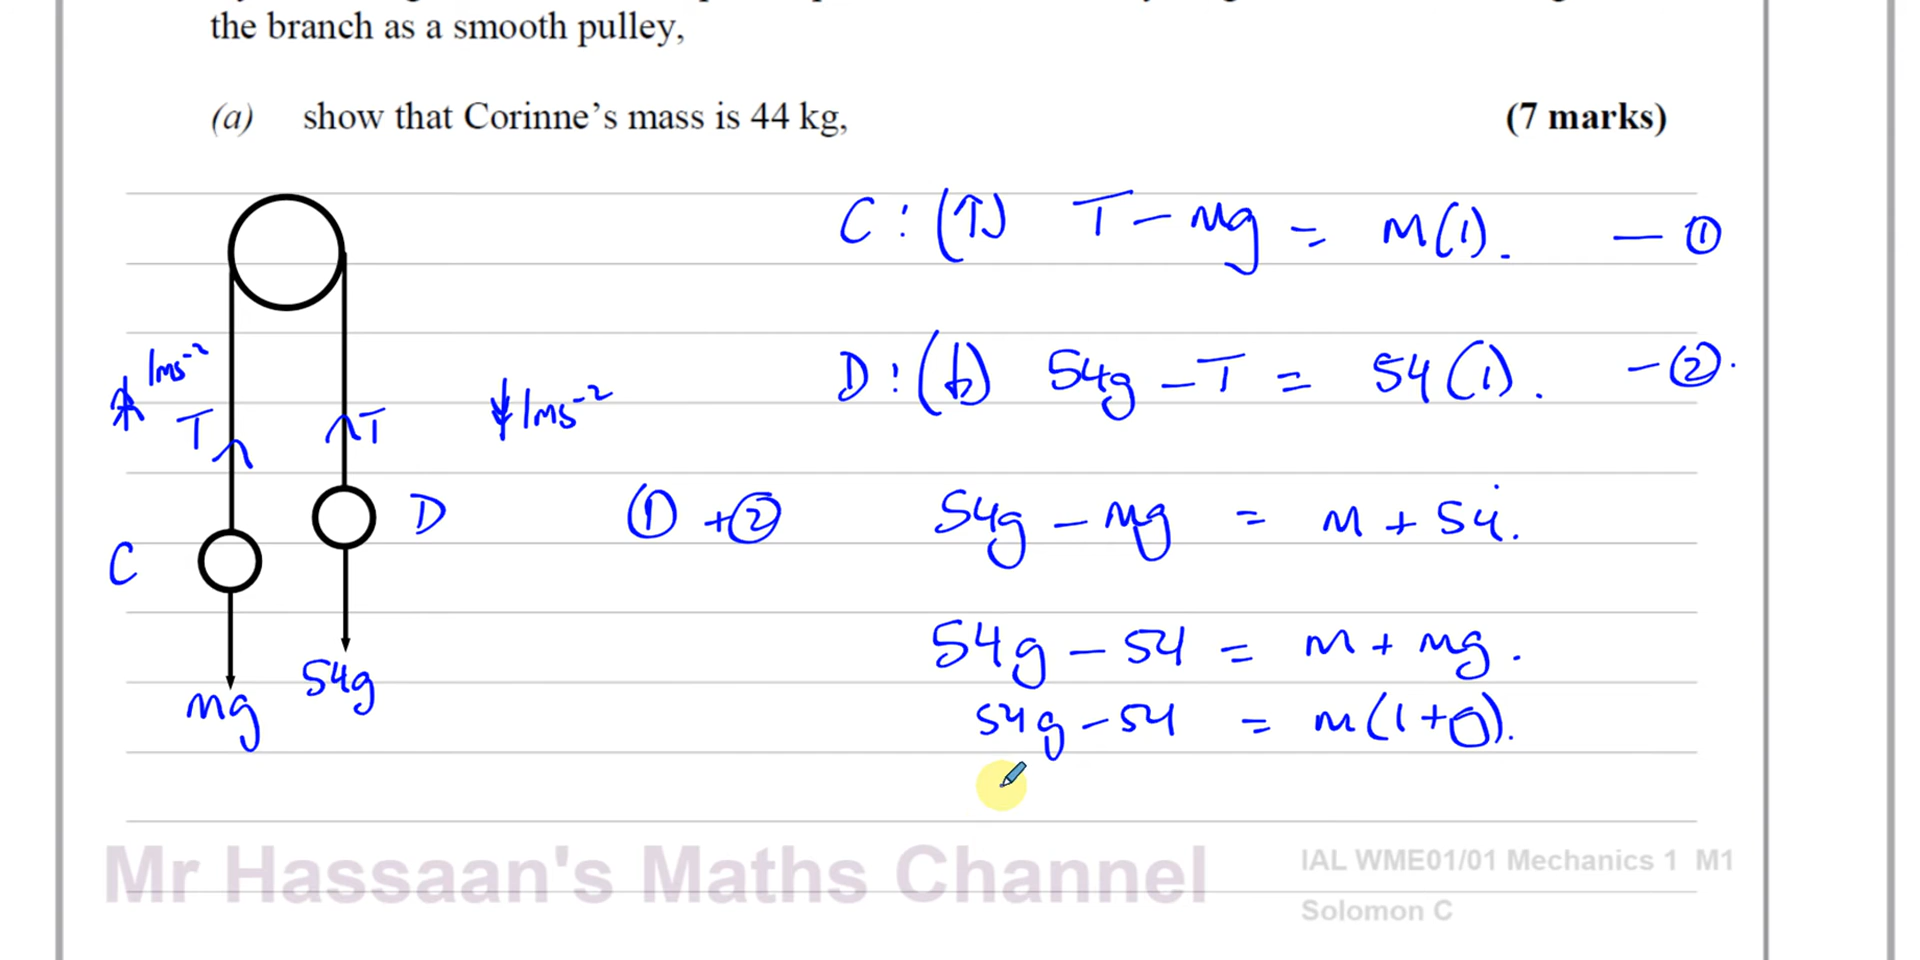 the branch as a smooth pulley,
(a) show that Corinne's mass is 44 kg, (7 marks)
C : (↑) T - mg = m(1). - ①
D : (↓) 54g - T = 54(1). - ②.
1ms⁻²
T
T
↓ 1ms⁻²
① + ② 54g - mg = m + 54.
D
C
54g - 54 = m + mg.
54g
mg
54g - 54 = m(1+g).
Mr Hassaan's Maths Channel
IAL WME01/01 Mechanics 1 M1
Solomon C